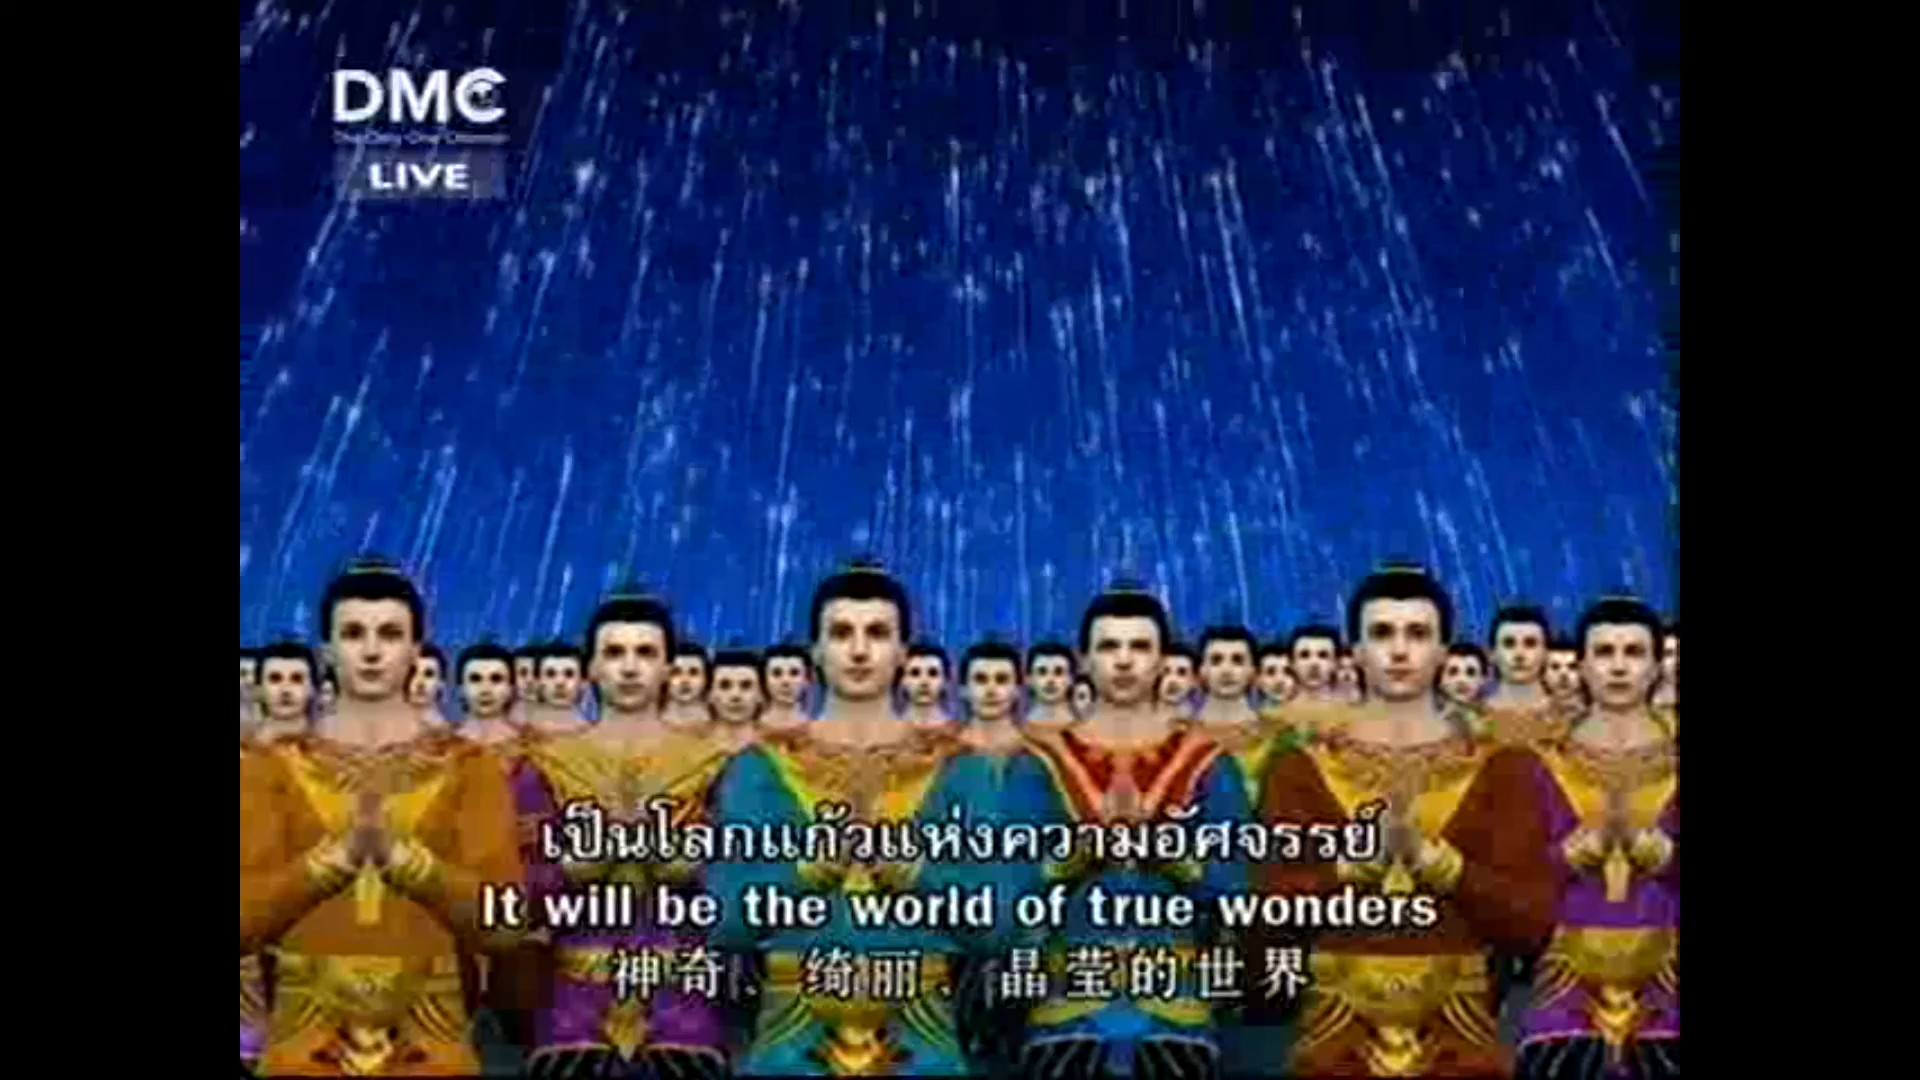 DMC
LIVE
เป็นโลกแก้วแห่งความอัศจรรย์
It will be the world of true wonders
神奇、绮丽、晶莹的世界